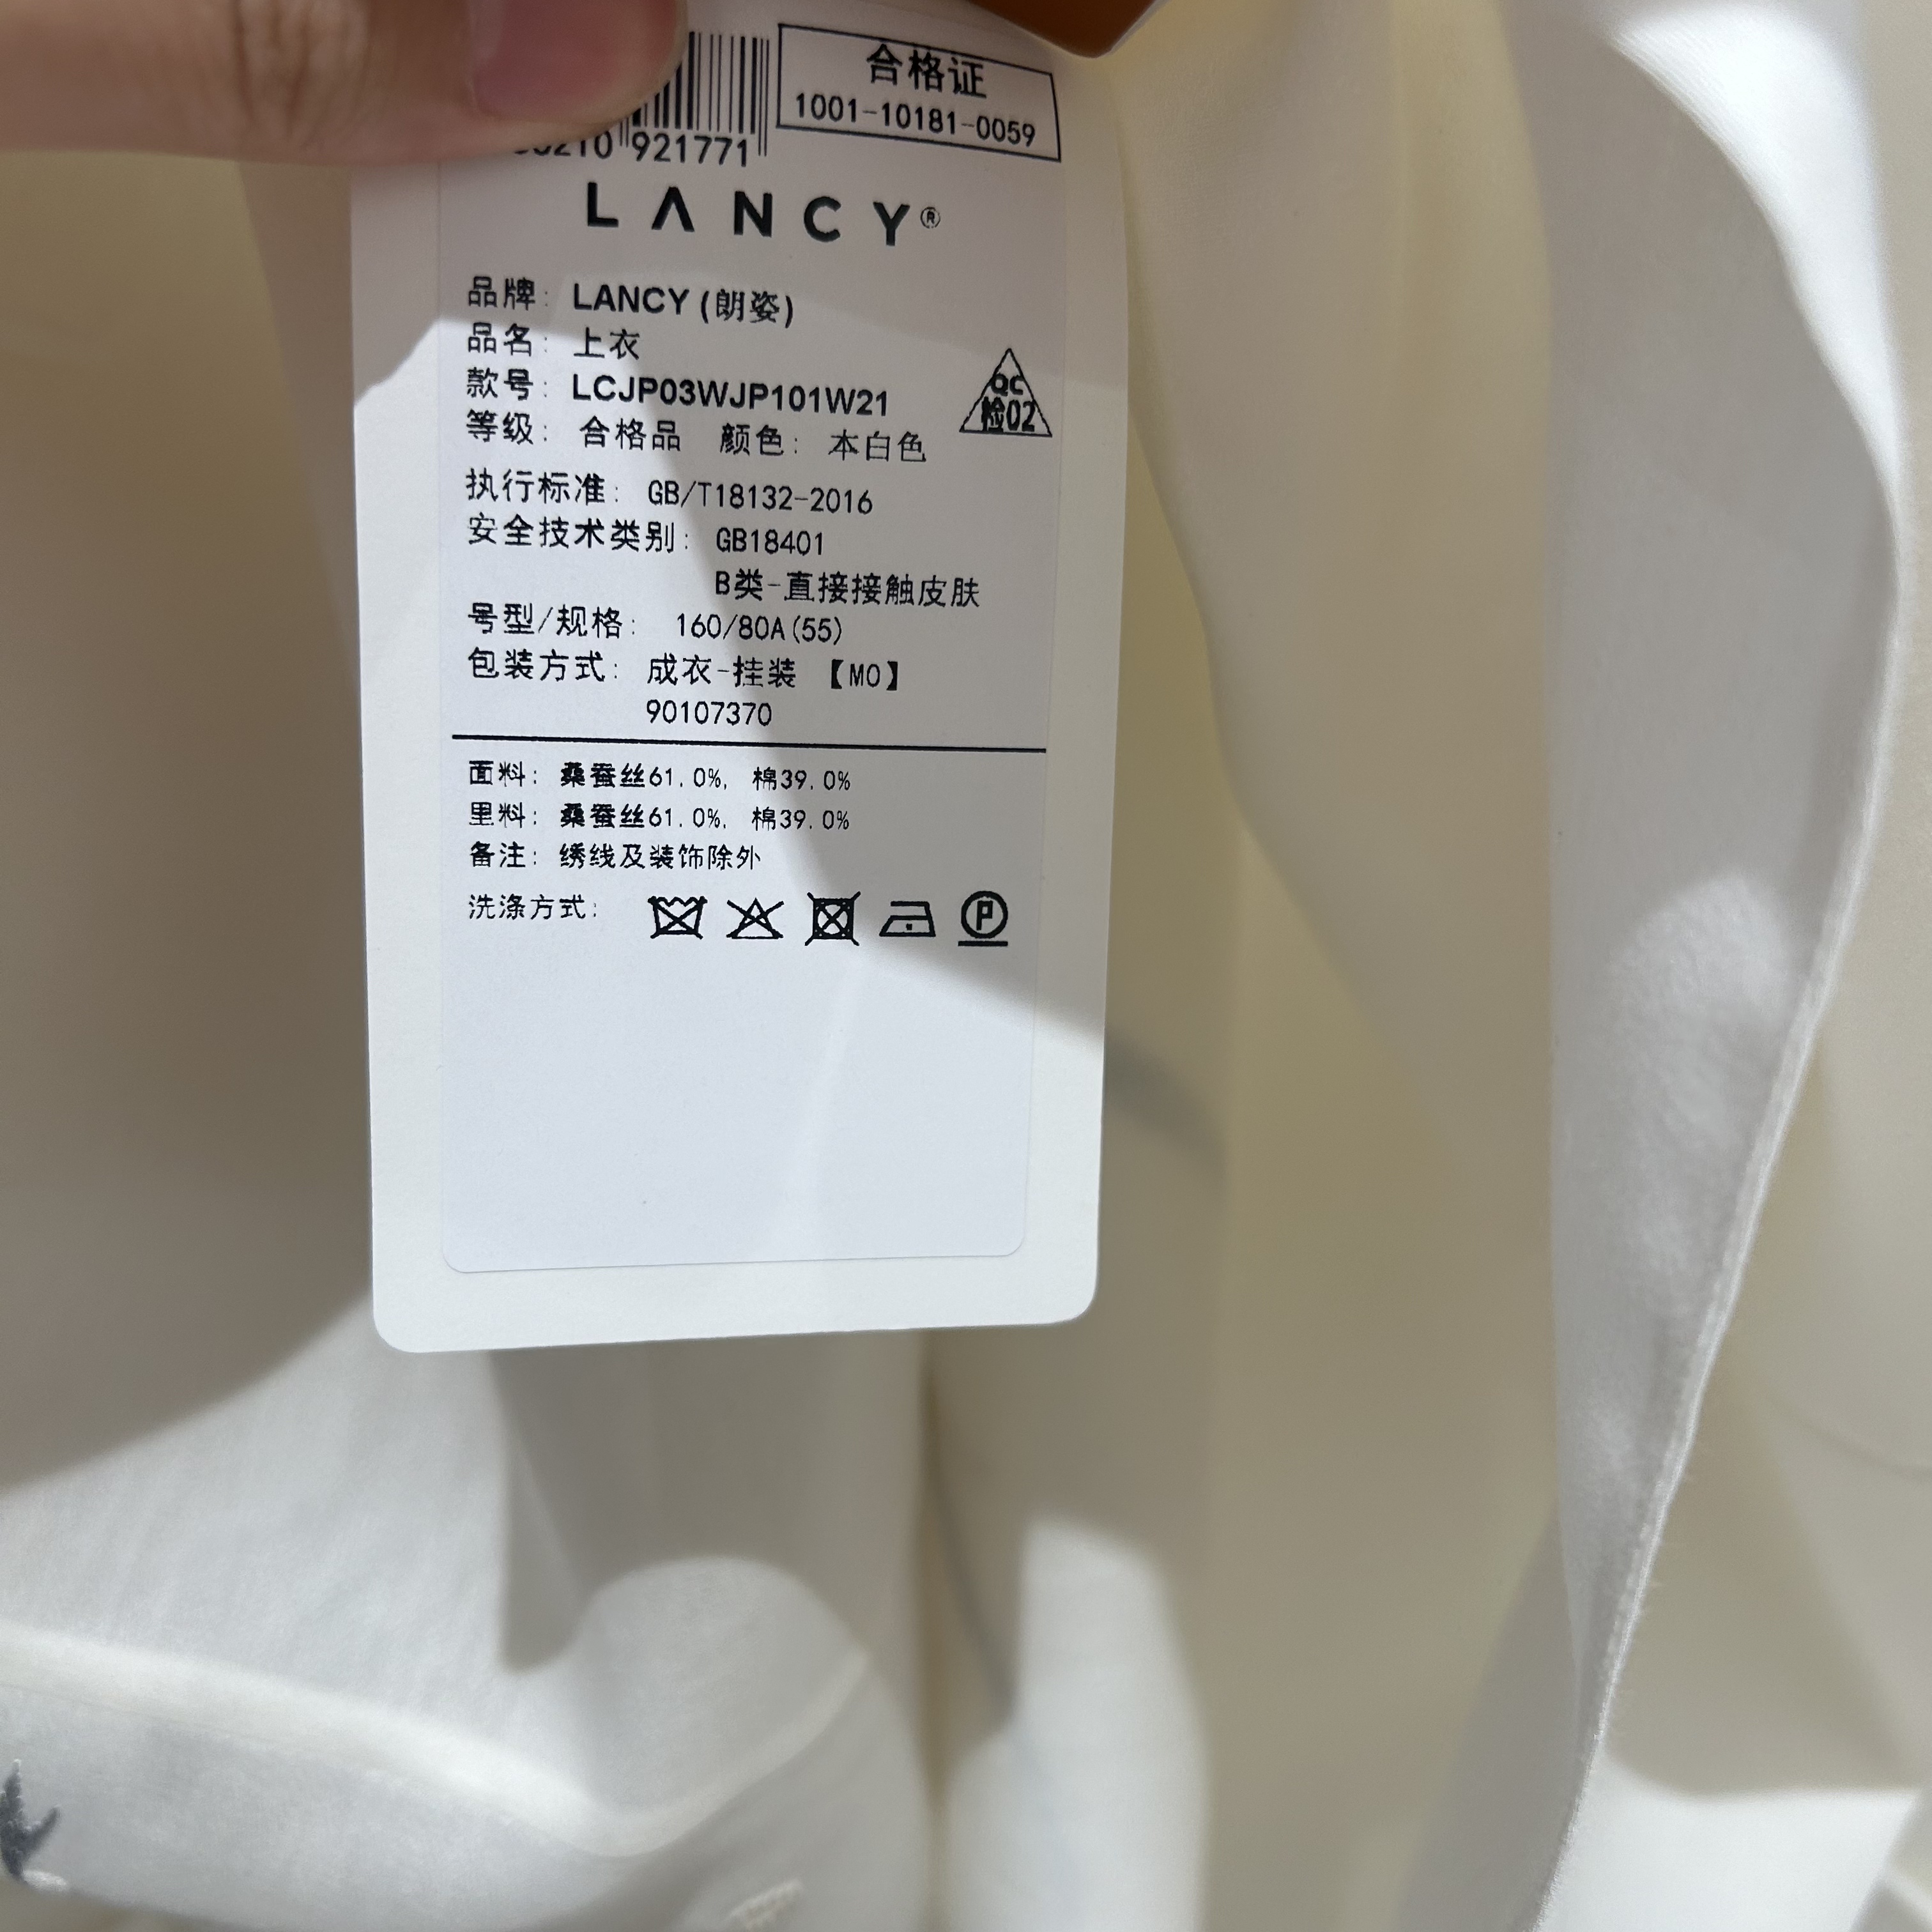 合格证
1001-10181-0059
210 921771
LANCY®
品牌: LANCY (朗姿)
品名: 上衣
款号: LCJP03WJP101W21
QC
检02
等级: 合格品 颜色: 本白色
执行标准: GB/T18132-2016
安全技术类别: GB18401
B类-直接接触皮肤
号型/规格: 160/80A(55)
包装方式: 成衣-挂装 【MO】
90107370
面料: 桑蚕丝61.0%, 棉39.0%
里料: 桑蚕丝61.0%, 棉39.0%
备注: 绣线及装饰除外
洗涤方式:
P